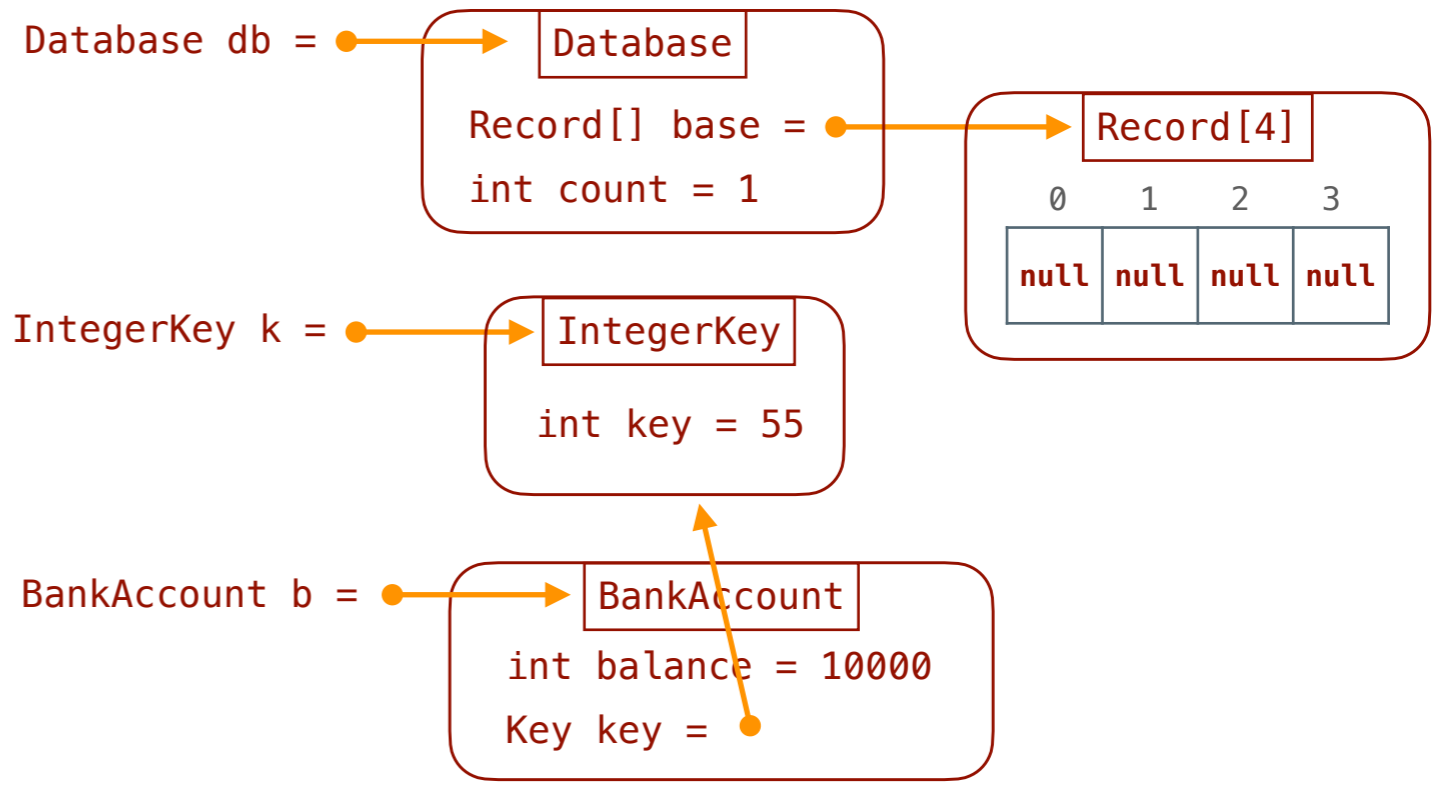 Database db =
Database
Record[] base =
int count = 1
Record[4]
0 1 2 3
null null null null
IntegerKey k =
IntegerKey
int key = 55
BankAccount b =
BankAccount
int balance = 10000
Key key =